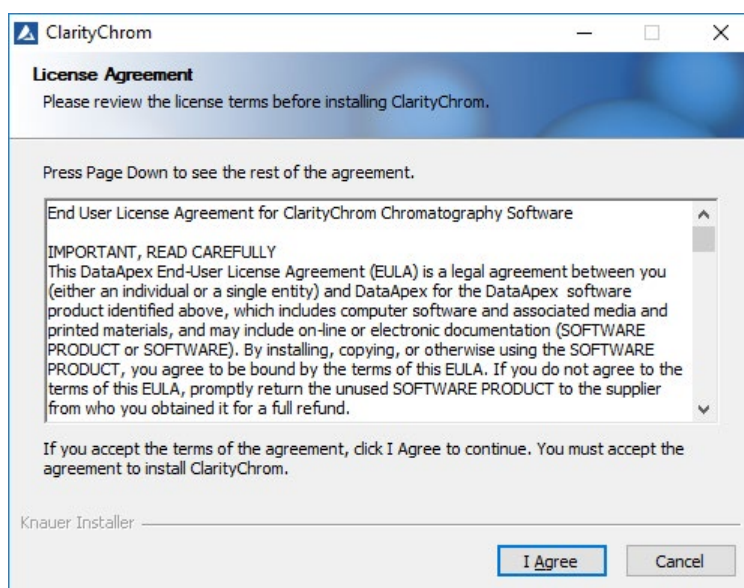 ClarityChrom
License Agreement
Please review the license terms before installing ClarityChrom.
Press Page Down to see the rest of the agreement.
End User License Agreement for ClarityChrom Chromatography Software
IMPORTANT, READ CAREFULLY
This DataApex End-User License Agreement (EULA) is a legal agreement between you
(either an individual or a single entity) and DataApex for the DataApex software
product identified above, which includes computer software and associated media and
printed materials, and may include on-line or electronic documentation (SOFTWARE
PRODUCT or SOFTWARE). By installing, copying, or otherwise using the SOFTWARE
PRODUCT, you agree to be bound by the terms of this EULA. If you do not agree to the
terms of this EULA, promptly return the unused SOFTWARE PRODUCT to the supplier
from who you obtained it for a full refund.
If you accept the terms of the agreement, click I Agree to continue. You must accept the
agreement to install ClarityChrom.
Knauer Installer
I Agree
Cancel